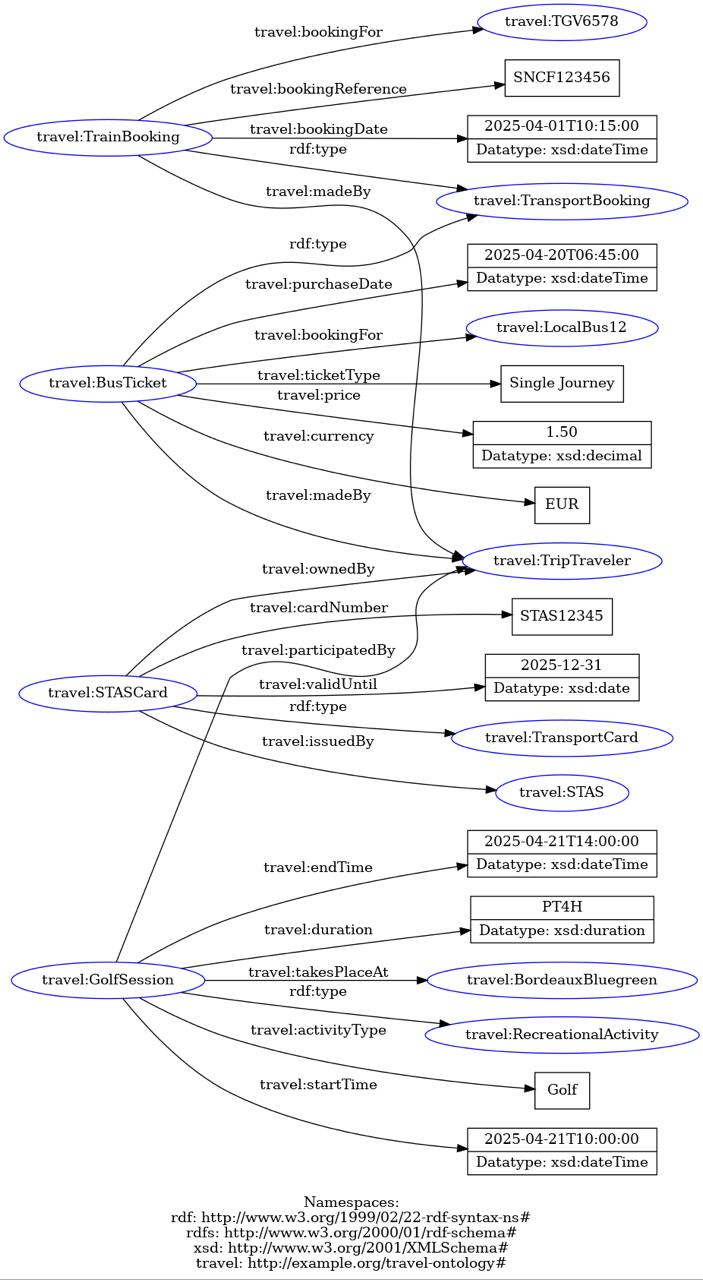 travel:TGV6578
travel:bookingFor
SNCF123456
travel:bookingReference
travel:TrainBooking
travel:bookingDate
2025-04-01T10:15:00
Datatype: xsd:dateTime
rdf:type
travel:madeBy
travel:TransportBooking
rdf:type
2025-04-20T06:45:00
Datatype: xsd:dateTime
travel:purchaseDate
travel:bookingFor
travel:LocalBus12
travel:BusTicket
travel:ticketType
Single Journey
travel:price
1.50
Datatype: xsd:decimal
travel:currency
EUR
travel:madeBy
travel:TripTraveler
travel:ownedBy
travel:cardNumber
STAS12345
travel:participatedBy
travel:STASCard
travel:validUntil
2025-12-31
Datatype: xsd:date
rdf:type
travel:TransportCard
travel:issuedBy
travel:STAS
2025-04-21T14:00:00
Datatype: xsd:dateTime
travel:endTime
PT4H
Datatype: xsd:duration
travel:duration
travel:GolfSession
travel:takesPlaceAt
travel:BordeauxBluegreen
rdf:type
travel:RecreationalActivity
travel:activityType
Golf
travel:startTime
2025-04-21T10:00:00
Datatype: xsd:dateTime
Namespaces:
rdf: http://www.w3.org/1999/02/22-rdf-syntax-ns#
rdfs: http://www.w3.org/2000/01/rdf-schema#
xsd: http://www.w3.org/2001/XMLSchema#
travel: http://example.org/travel-ontology#